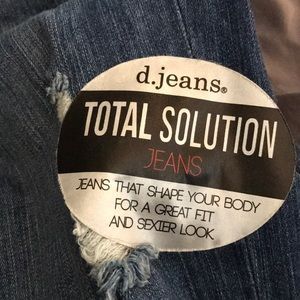 d.jeans®
TOTAL SOLUTION
JEANS
JEANS THAT SHAPE YOUR BODY
FOR A GREAT FIT
AND SEXIER LOOK